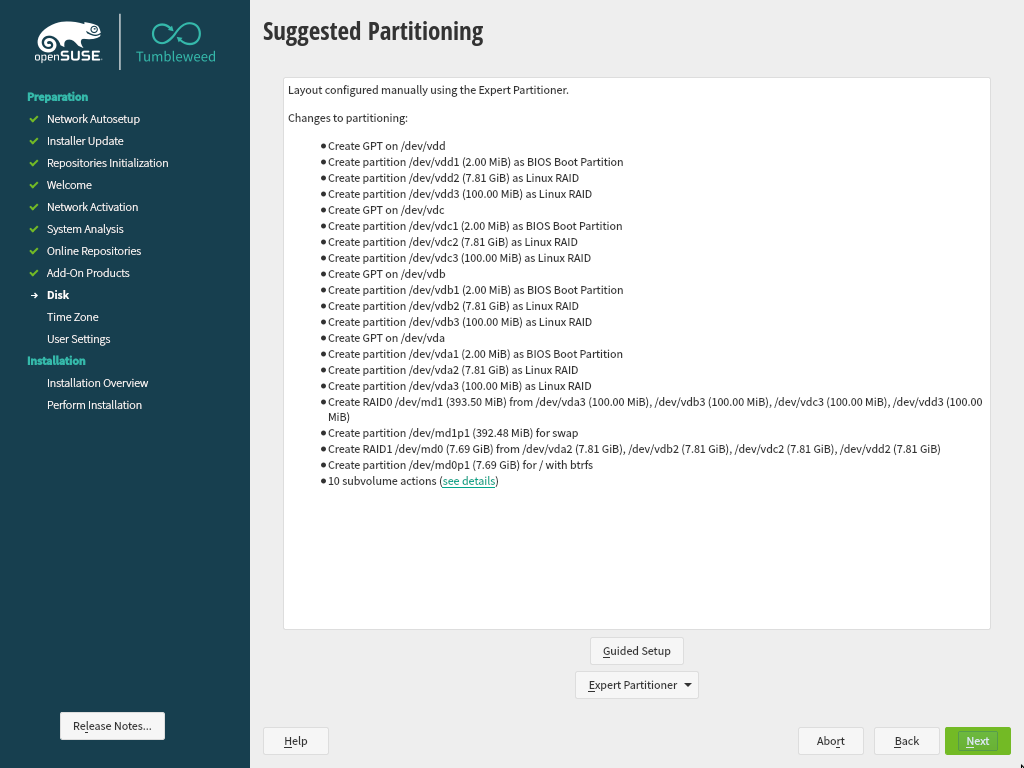 openSUSE
Tumbleweed
Preparation
Network Autosetup
Installer Update
Repositories Initialization
Welcome
Network Activation
System Analysis
Online Repositories
Add-On Products
Disk
Time Zone
User Settings
Installation
Installation Overview
Perform Installation
Release Notes...
Suggested Partitioning
Layout configured manually using the Expert Partitioner.
Changes to partitioning:
Create GPT on /dev/vdd
Create partition /dev/vdd1 (2.00 MiB) as BIOS Boot Partition
Create partition /dev/vdd2 (7.81 GiB) as Linux RAID
Create partition /dev/vdd3 (100.00 MiB) as Linux RAID
Create GPT on /dev/vdc
Create partition /dev/vdc1 (2.00 MiB) as BIOS Boot Partition
Create partition /dev/vdc2 (7.81 GiB) as Linux RAID
Create partition /dev/vdc3 (100.00 MiB) as Linux RAID
Create GPT on /dev/vdb
Create partition /dev/vdb1 (2.00 MiB) as BIOS Boot Partition
Create partition /dev/vdb2 (7.81 GiB) as Linux RAID
Create partition /dev/vdb3 (100.00 MiB) as Linux RAID
Create GPT on /dev/vda
Create partition /dev/vda1 (2.00 MiB) as BIOS Boot Partition
Create partition /dev/vda2 (7.81 GiB) as Linux RAID
Create partition /dev/vda3 (100.00 MiB) as Linux RAID
Create RAID0 /dev/md1 (393.50 MiB) from /dev/vda3 (100.00 MiB), /dev/vdb3 (100.00 MiB), /dev/vdc3 (100.00 MiB), /dev/vdd3 (100.00
MiB)
Create partition /dev/md1p1 (392.48 MiB) for swap
Create RAID1 /dev/md0 (7.69 GiB) from /dev/vda2 (7.81 GiB), /dev/vdb2 (7.81 GiB), /dev/vdc2 (7.81 GiB), /dev/vdd2 (7.81 GiB)
Create partition /dev/md0p1 (7.69 GiB) for / with btrfs
10 subvolume actions (see details)
Guided Setup
Expert Partitioner
Help
Abort
Back
Next